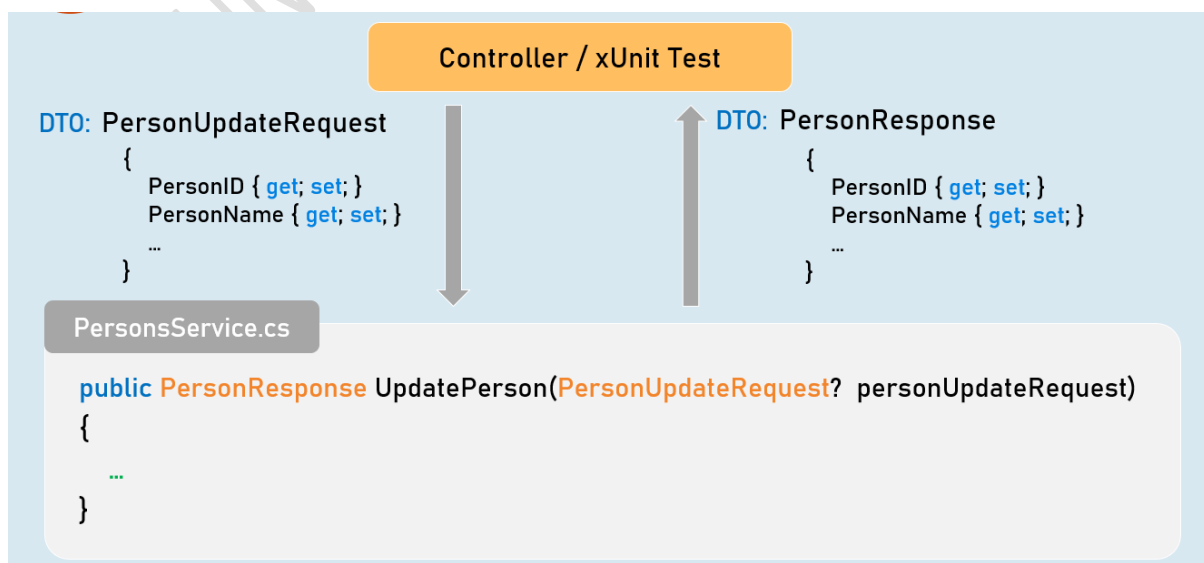 Controller / xUnit Test
DTO: PersonUpdateRequest
{
PersonID { get; set; }
PersonName { get; set; }
...
}
DTO: PersonResponse
{
PersonID { get; set; }
PersonName { get; set; }
...
}
PersonsService.cs
public PersonResponse UpdatePerson(PersonUpdateRequest? personUpdateRequest)
{
...
}